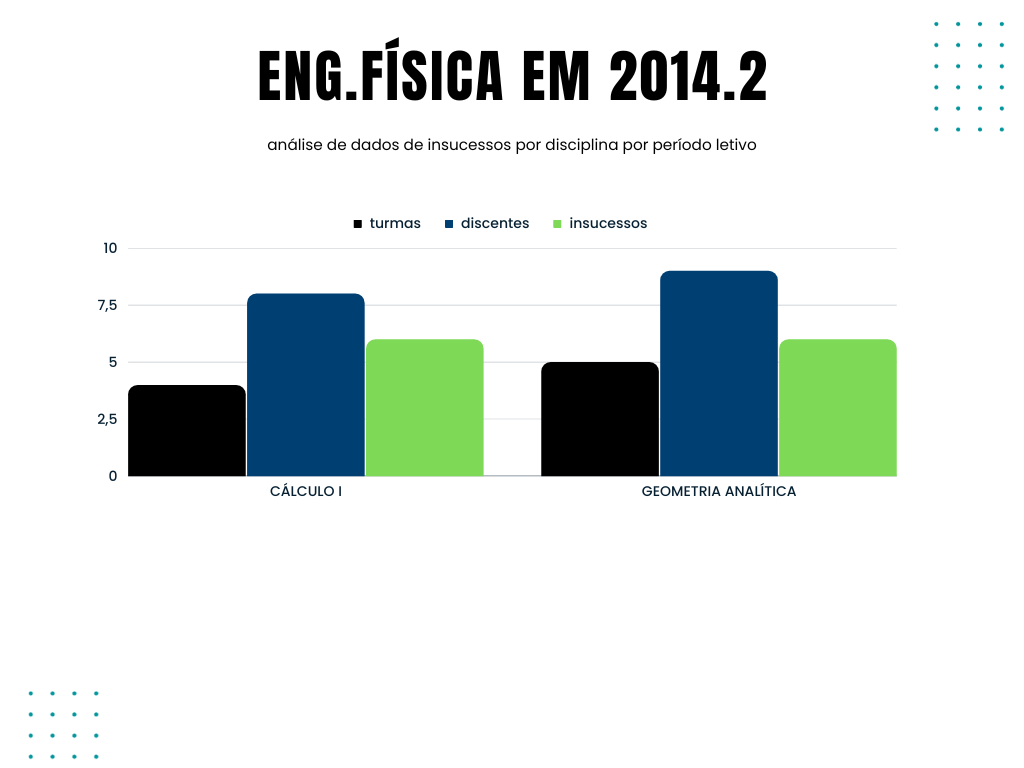 ENG.FÍSICA EM 2014.2
análise de dados de insucessos por disciplina por período letivo
turmas discentes insucessos
10
7,5
5
2,5
0
CÁLCULO I GEOMETRIA ANALÍTICA